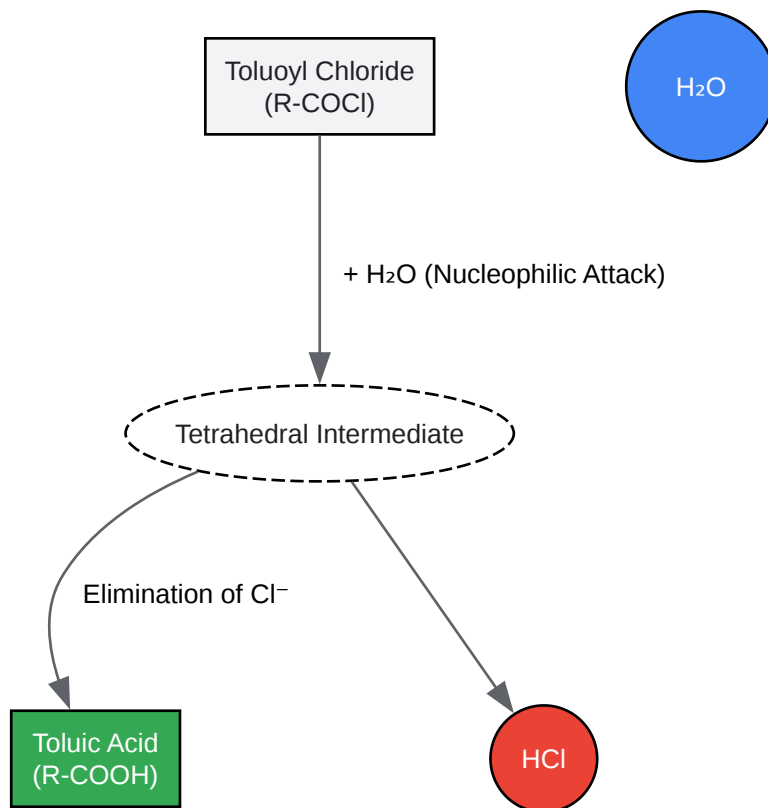 Toluoyl Chloride
(R-COCl)
H₂O
+ H₂O (Nucleophilic Attack)
Tetrahedral Intermediate
Elimination of Cl⁻
Toluic Acid
(R-COOH)
HCl